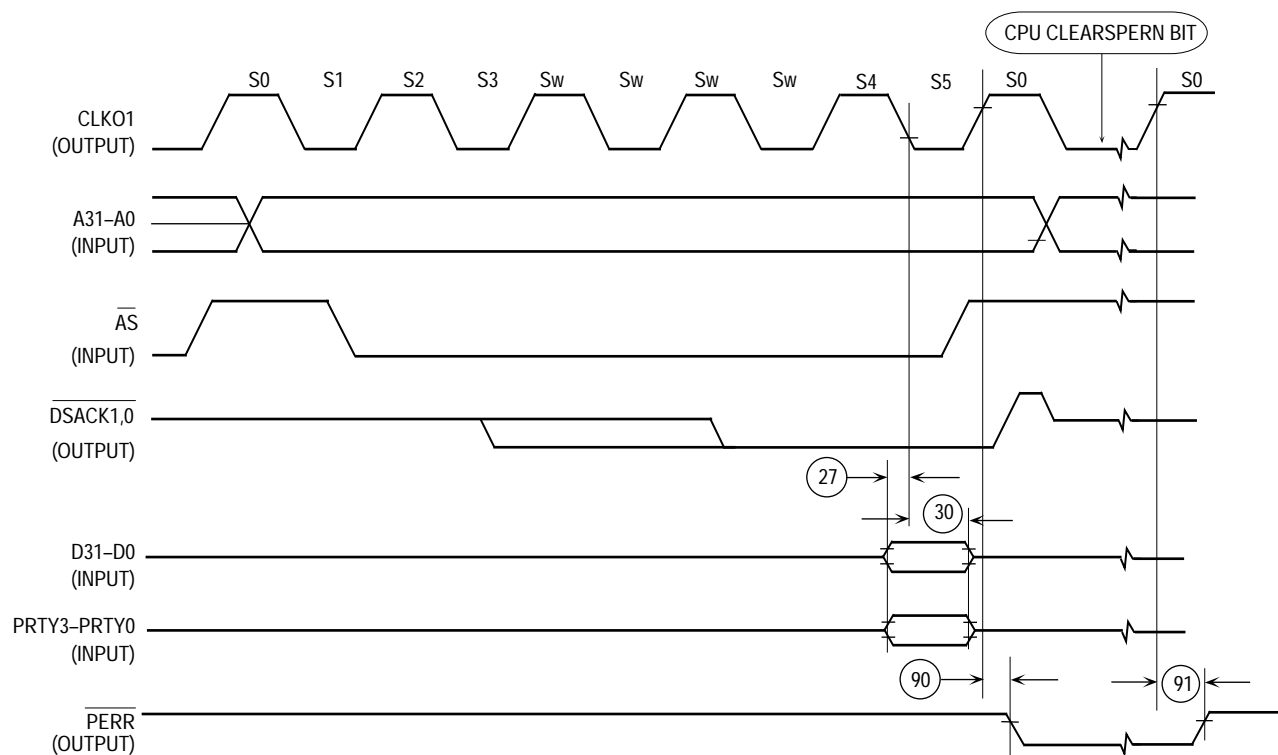 CPU CLEARSPERN BIT
S0 S1 S2 S3 Sw Sw Sw Sw S4 S5 S0 S0
CLKO1
(OUTPUT)
A31–A0
(INPUT)
AS
(INPUT)
DSACK1,0
(OUTPUT)
27
30
D31–D0
(INPUT)
PRTY3–PRTY0
(INPUT)
90
91
PERR
(OUTPUT)